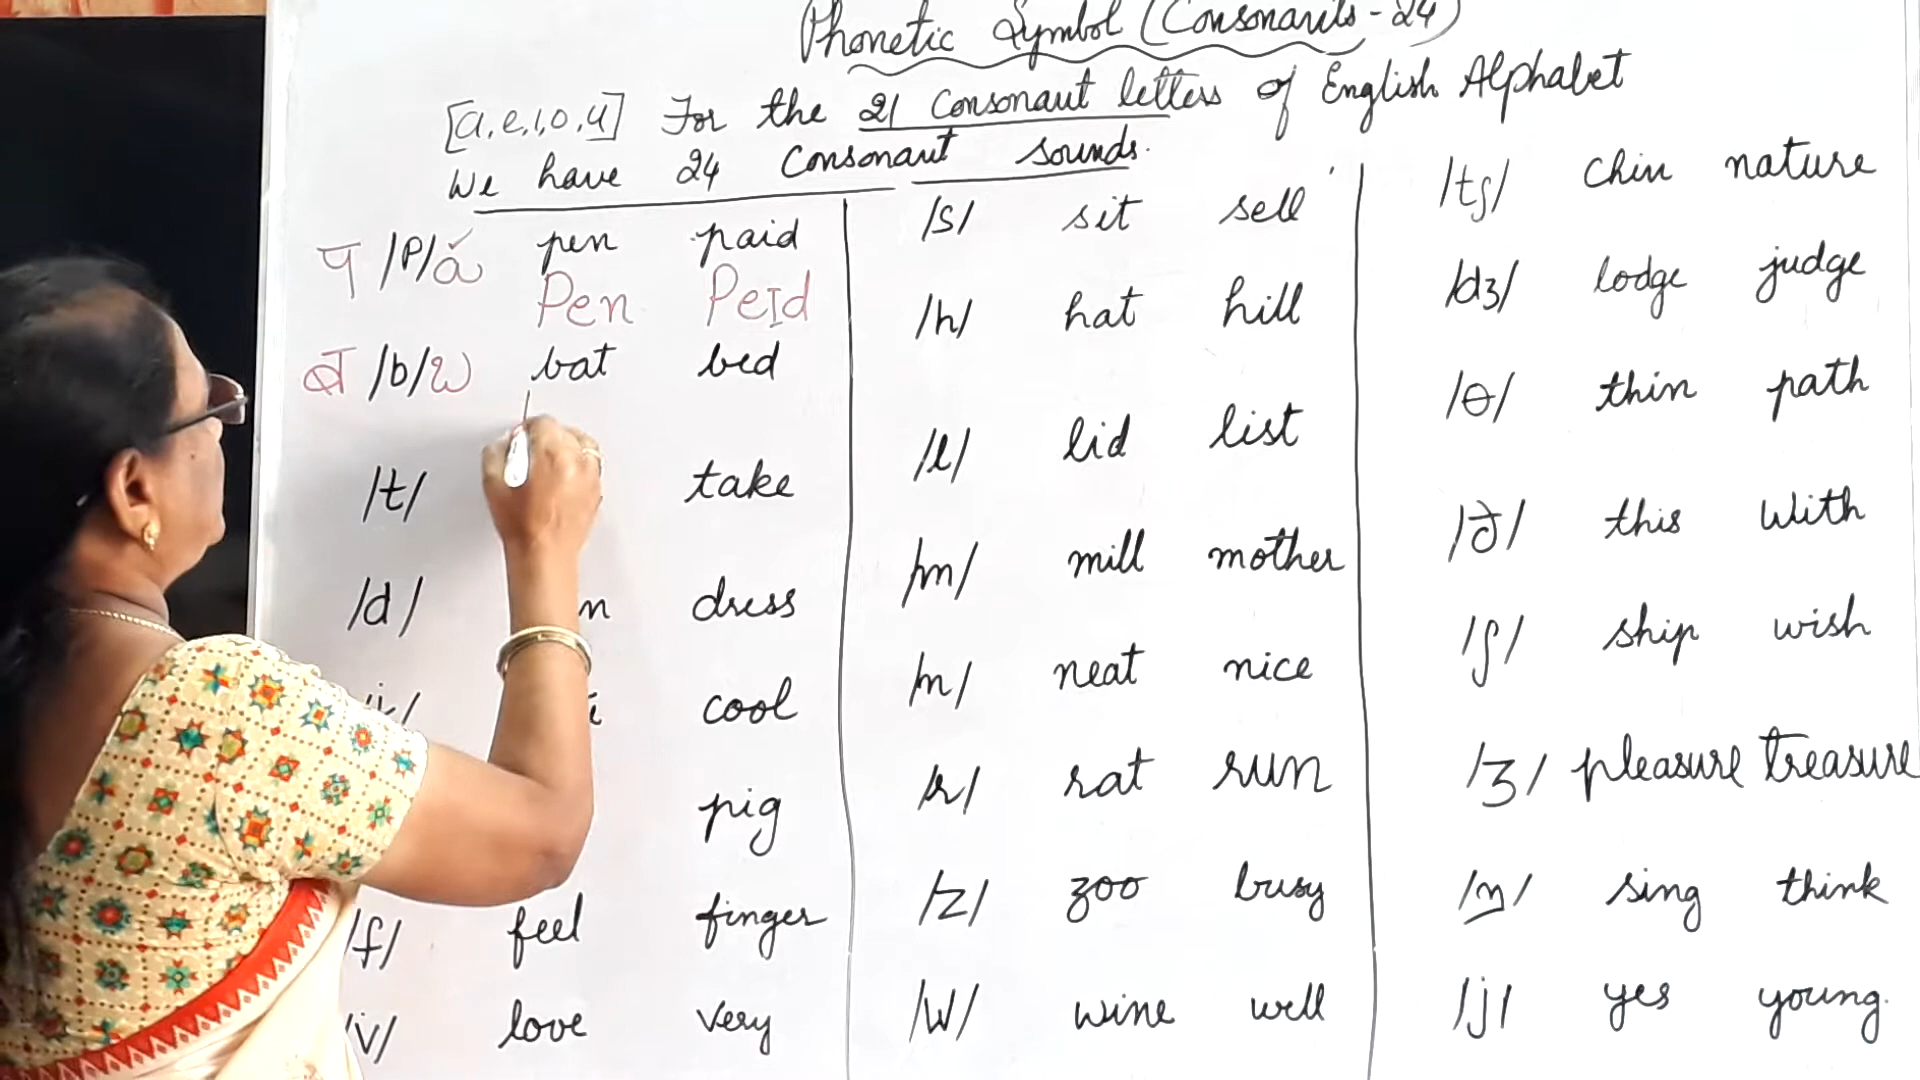 Phonetic Symbol (Consonants - 24)
[a, e, i, o, u] For the 21 Consonant letters of English Alphabet
We have 24 Consonant sounds.
प /P/ ప ✓ pen paid
Pen PeId
ब /b/ బ bat bed
/t/ take
/d/ dress
/k/ cool
pig
/f/ feel finger
/v/ love very
/s/ sit sell
/h/ hat hill
/l/ lid list
/m/ mill mother
/n/ neat nice
/r/ rat run
/z/ zoo busy
/w/ wine well
/tʃ/ chin nature
/dʒ/ lodge judge
/θ/ thin path
/ð/ this with
/ʃ/ ship wish
/ʒ/ pleasure treasure
/ŋ/ sing think
/j/ yes young.